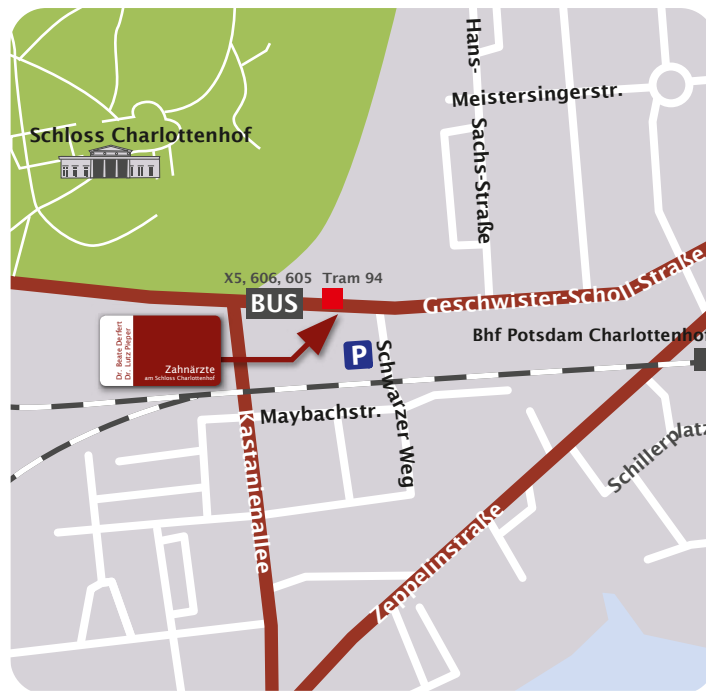 Hans-
Sachs-Straße
Meistersingerstr.
Schloss Charlottenhof
X5, 606, 605 Tram 94
BUS
Geschwister-Scholl-Straße
Dr. Beate Derfert
Dr. Lutz Pieper
Zahnärzte
am Schloss Charlottenhof
P
Bhf Potsdam Charlottenhof
Schwarzer Weg
Maybachstr.
Kastanienallee
Schillerplatz
Zeppelinstraße